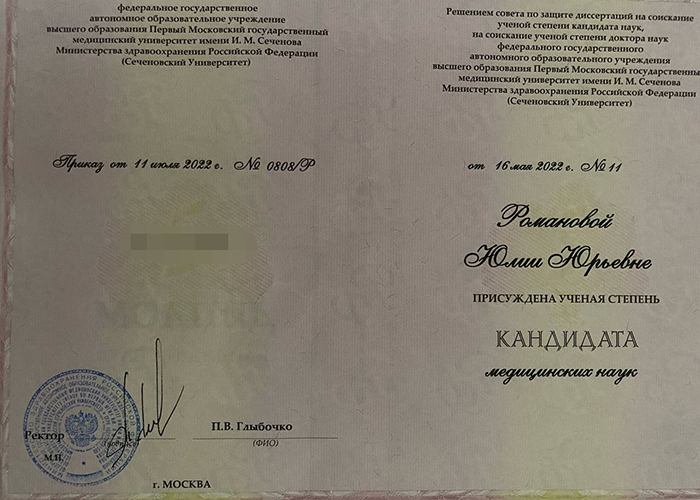 федеральное государственное
автономное образовательное учреждение
высшего образования Первый Московский государственный
медицинский университет имени И. М. Сеченова
Министерства здравоохранения Российской Федерации
(Сеченовский Университет)
Приказ от 11 июля 2022 г. № 0808/Р
Ректор
(подпись)
П.В. Глыбочко
(ФИО)
М.П.
г. МОСКВА
Решением совета по защите диссертаций на соискание
ученой степени кандидата наук,
на соискание ученой степени доктора наук
федерального государственного
автономного образовательного учреждения
высшего образования Первый Московский государственны
медицинский университет имени И. М. Сеченова
Министерства здравоохранения Российской Федерации
(Сеченовский Университет)
от 16 мая 2022 г. № 11
Романовой
Юлии Юрьевне
ПРИСУЖДЕНА УЧЕНАЯ СТЕПЕНЬ
КАНДИДАТА
медицинских наук